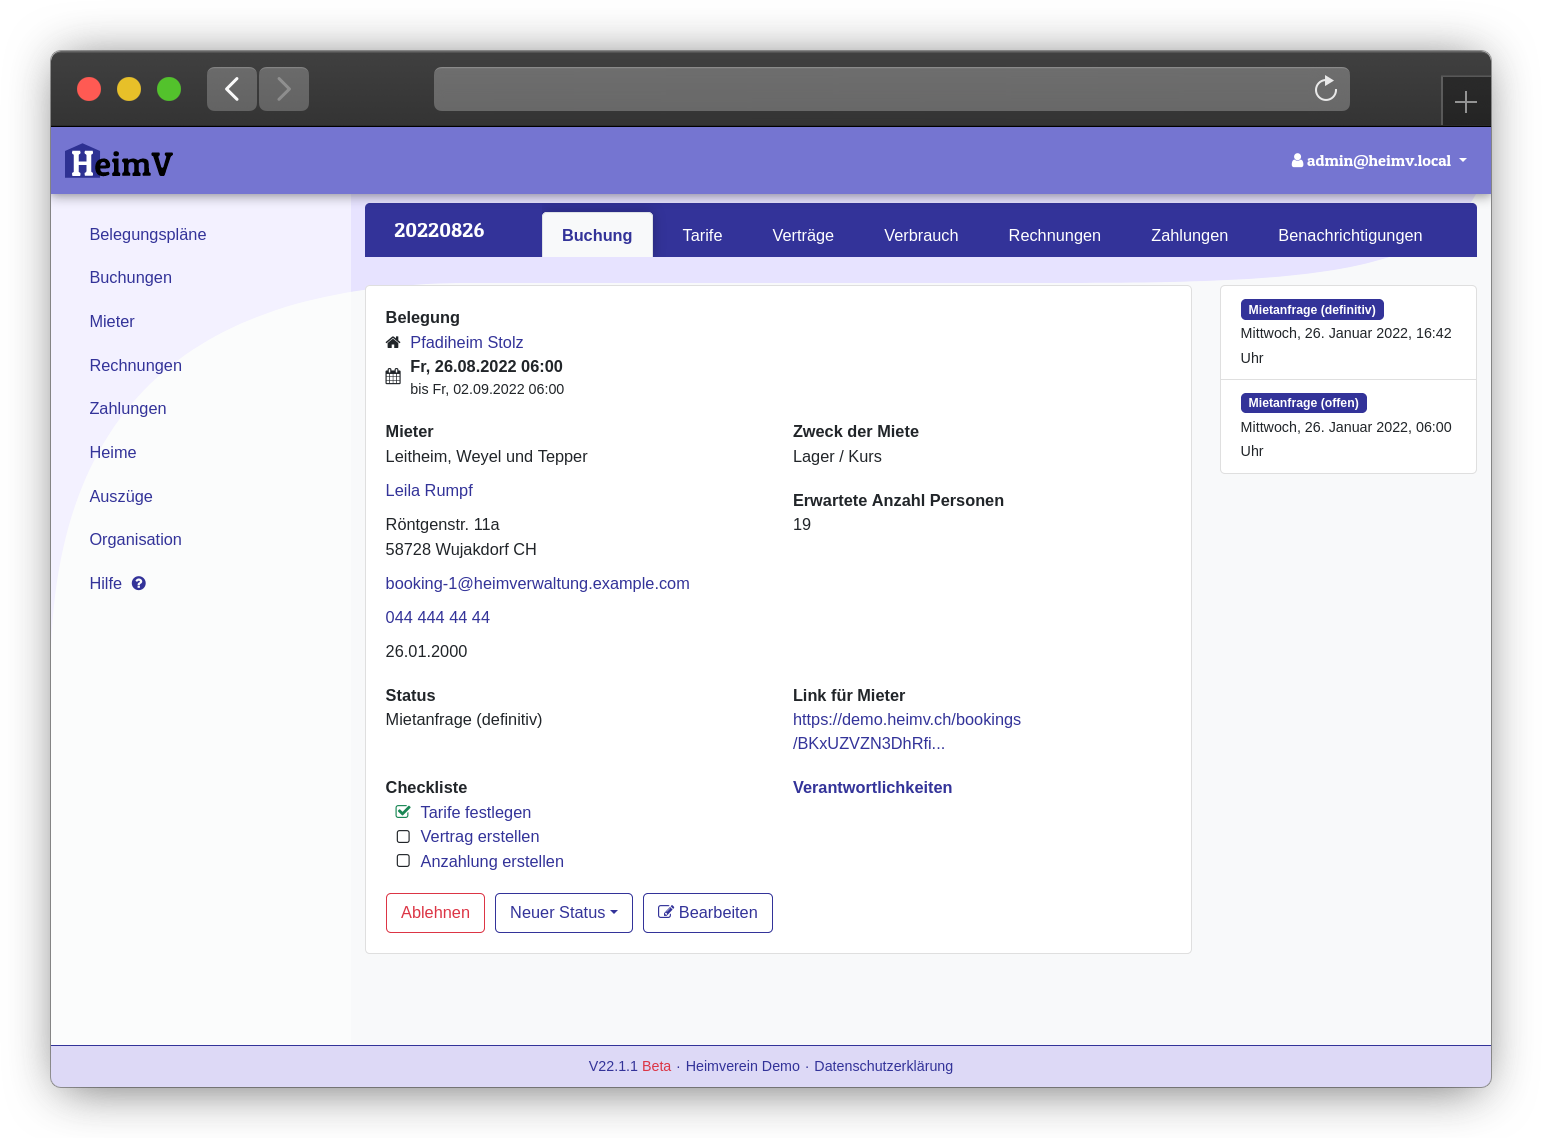 HeimV
admin@heimv.local
Belegungspläne
Buchungen
Mieter
Rechnungen
Zahlungen
Heime
Auszüge
Organisation
Hilfe
20220826
Buchung
Tarife
Verträge
Verbrauch
Rechnungen
Zahlungen
Benachrichtigungen
Belegung
Pfadiheim Stolz
Fr, 26.08.2022 06:00
bis Fr, 02.09.2022 06:00
Mieter
Leitheim, Weyel und Tepper
Leila Rumpf
Röntgenstr. 11a
58728 Wujakdorf CH
booking-1@heimverwaltung.example.com
044 444 44 44
26.01.2000
Zweck der Miete
Lager / Kurs
Erwartete Anzahl Personen
19
Status
Mietanfrage (definitiv)
Link für Mieter
https://demo.heimv.ch/bookings
/BKxUZVZN3DhRfi...
Checkliste
Tarife festlegen
Vertrag erstellen
Anzahlung erstellen
Verantwortlichkeiten
Ablehnen
Neuer Status
Bearbeiten
Mietanfrage (definitiv)
Mittwoch, 26. Januar 2022, 16:42
Uhr
Mietanfrage (offen)
Mittwoch, 26. Januar 2022, 06:00
Uhr
V22.1.1 Beta · Heimverein Demo · Datenschutzerklärung